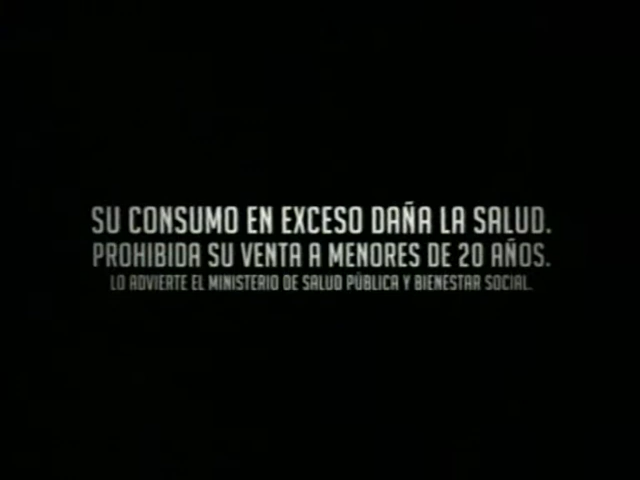 SU CONSUMO EN EXCESO DAÑA LA SALUD.
PROHIBIDA SU VENTA A MENORES DE 20 AÑOS.
LO ADVIERTE EL MINISTERIO DE SALUD PÚBLICA Y BIENESTAR SOCIAL.